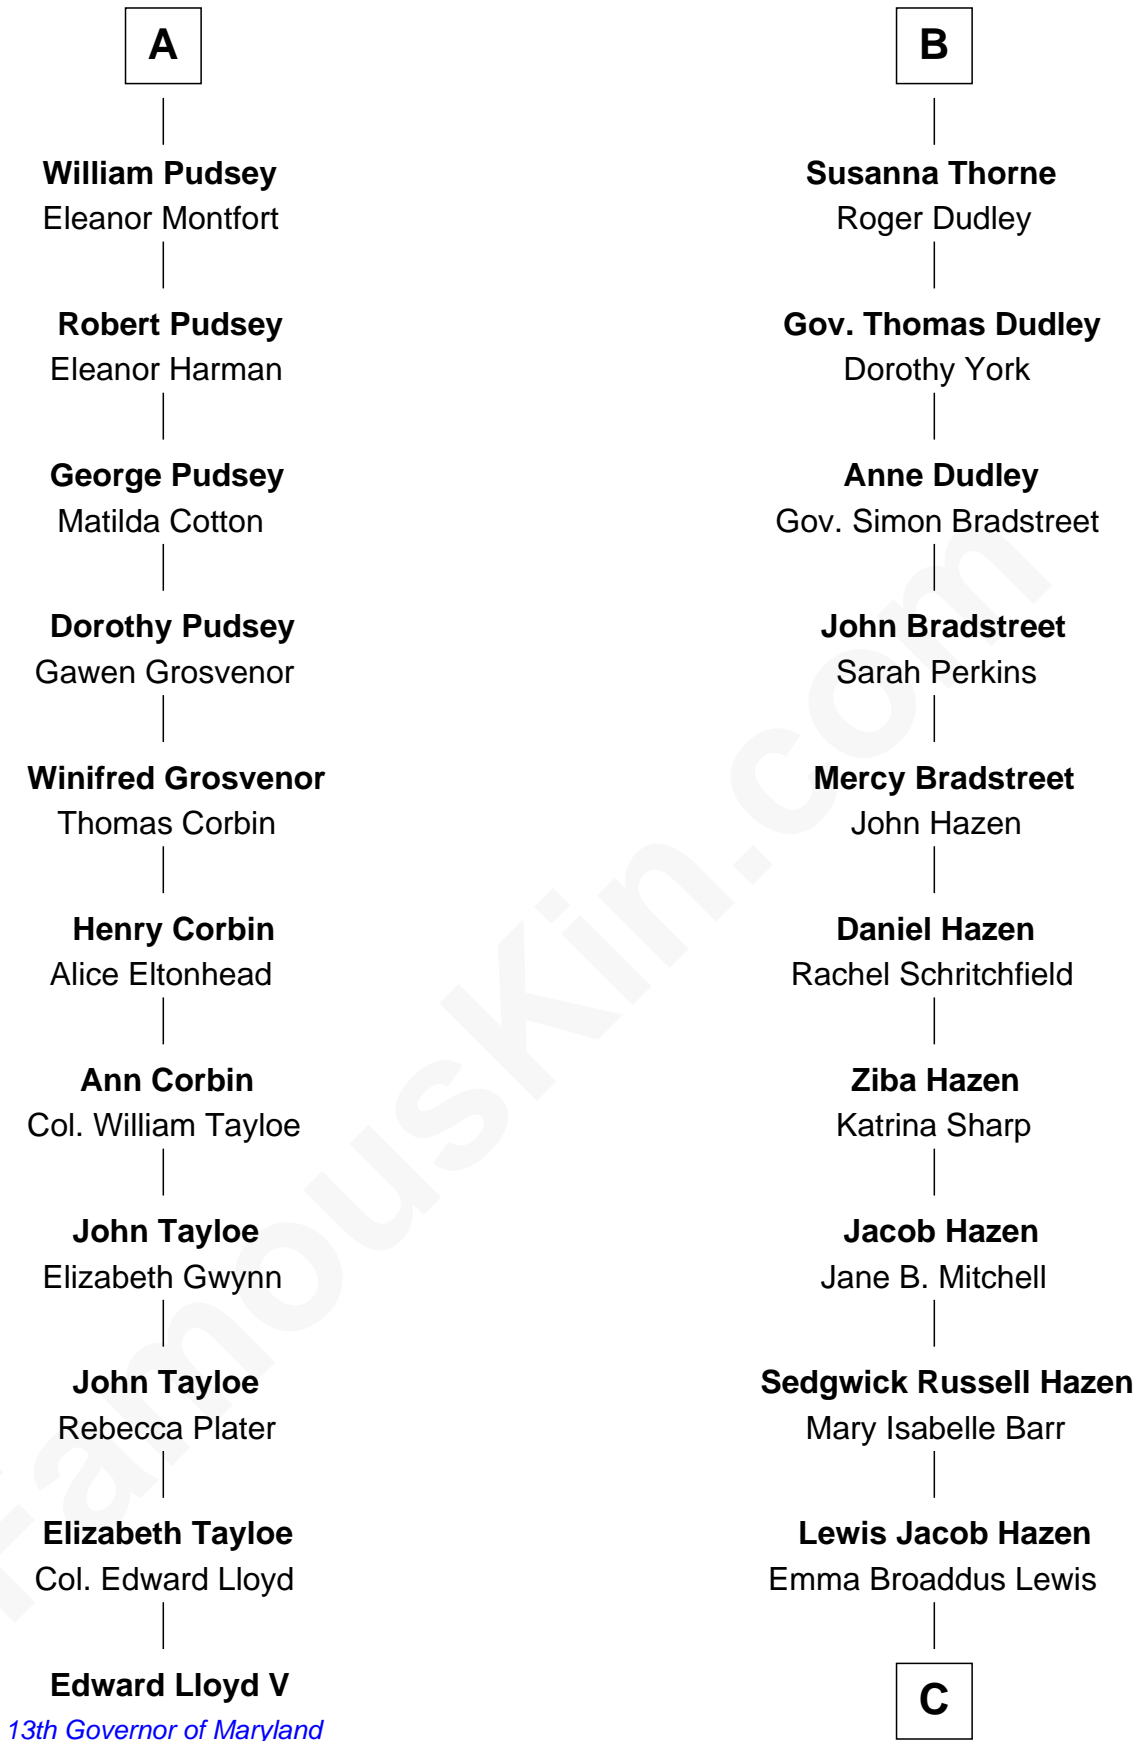 A
William Pudsey
Eleanor Montfort
Robert Pudsey
Eleanor Harman
George Pudsey
Matilda Cotton
Dorothy Pudsey
Gawen Grosvenor
Winifred Grosvenor
Thomas Corbin
Henry Corbin
Alice Eltonhead
Ann Corbin
Col. William Tayloe
John Tayloe
Elizabeth Gwynn
John Tayloe
Rebecca Plater
Elizabeth Tayloe
Col. Edward Lloyd
Edward Lloyd V
13th Governor of Maryland
B
Susanna Thorne
Roger Dudley
Gov. Thomas Dudley
Dorothy York
Anne Dudley
Gov. Simon Bradstreet
John Bradstreet
Sarah Perkins
Mercy Bradstreet
John Hazen
Daniel Hazen
Rachel Schritchfield
Ziba Hazen
Katrina Sharp
Jacob Hazen
Jane B. Mitchell
Sedgwick Russell Hazen
Mary Isabelle Barr
Lewis Jacob Hazen
Emma Broaddus Lewis
C
FamousKin.com